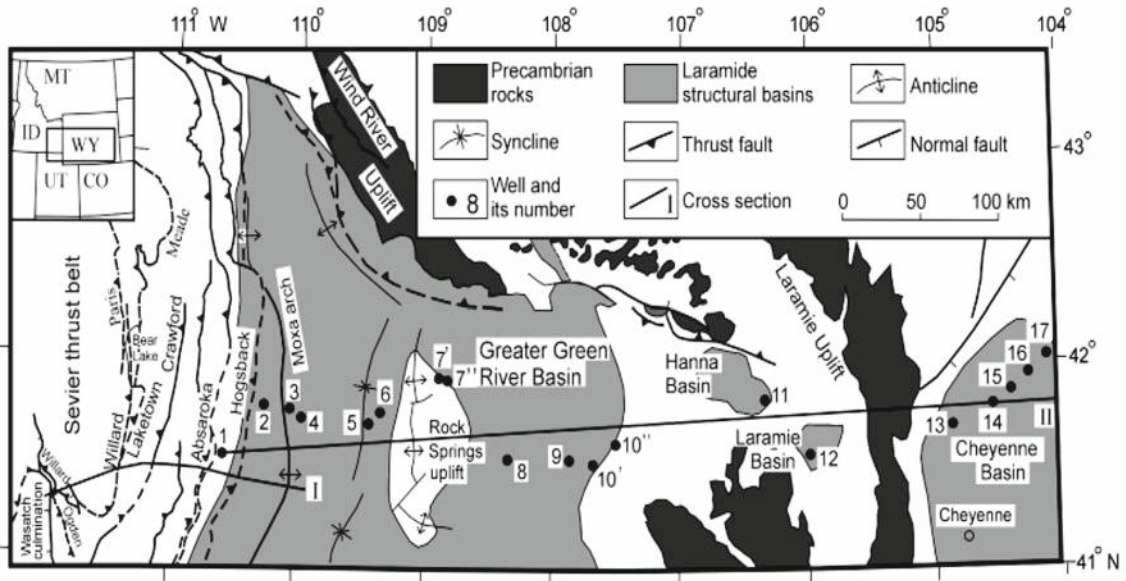 111° W
110°
109°
108°
107°
106°
105°
104°
MT
ID
WY
UT
CO
Precambrian
rocks
Laramide
structural basins
Anticline
Syncline
Thrust fault
Normal fault
8
Well and
its number
I
Cross section
0
50
100 km
43°
42°
41° N
Wind River
Uplift
Sevier thrust belt
Paris
Meade
Bear
Lake
Willard
Laketown
Crawford
Absaroka
Hogsback
Moxa arch
Willard
Ogden
Wasatch
culmination
1
2
3
4
5
6
7'
7''
Greater Green
River Basin
Rock
Springs
uplift
8
9
10'
10''
Hanna
Basin
11
Laramie Uplift
Laramie
Basin
12
13
14
15
16
17
I
II
Cheyenne
Basin
Cheyenne